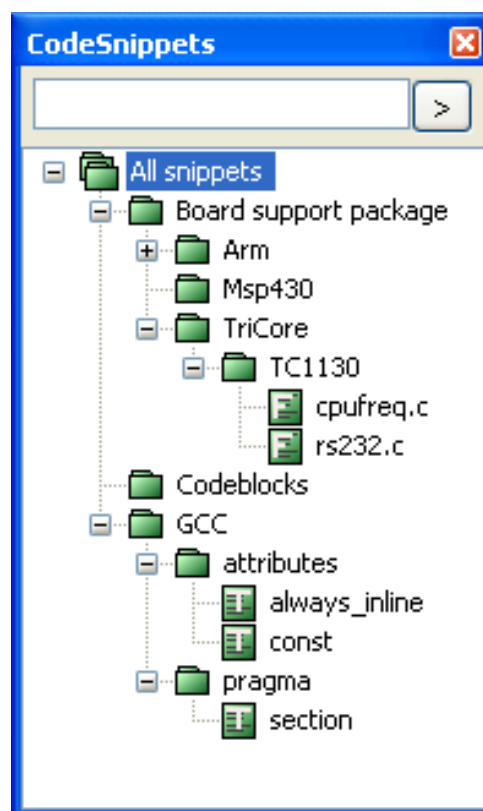 CodeSnippets
>
All snippets
Board support package
Arm
Msp430
TriCore
TC1130
cpufreq.c
rs232.c
Codeblocks
GCC
attributes
always_inline
const
pragma
section